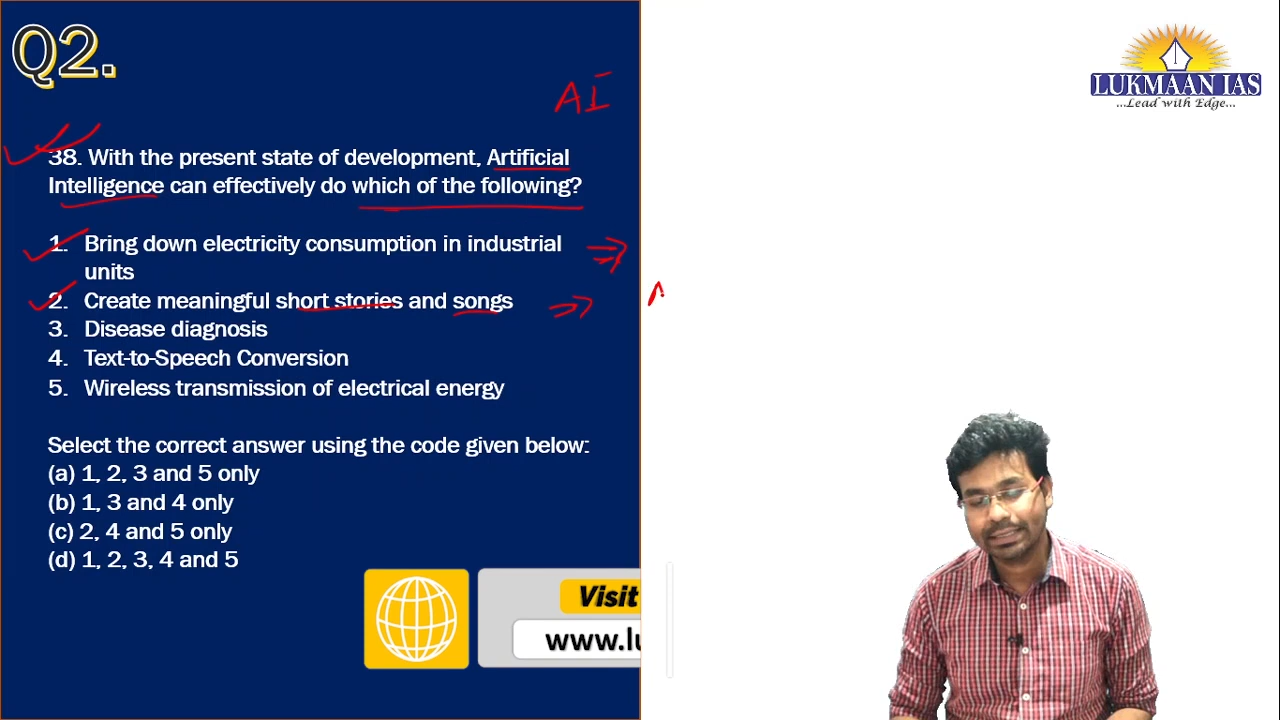 Q2.
AI
38. With the present state of development, Artificial
Intelligence can effectively do which of the following?
1. Bring down electricity consumption in industrial
units
2. Create meaningful short stories and songs
3. Disease diagnosis
4. Text-to-Speech Conversion
5. Wireless transmission of electrical energy
Select the correct answer using the code given below:
(a) 1, 2, 3 and 5 only
(b) 1, 3 and 4 only
(c) 2, 4 and 5 only
(d) 1, 2, 3, 4 and 5
Visit
www.lu
LUKMAAN IAS
...Lead with Edge...